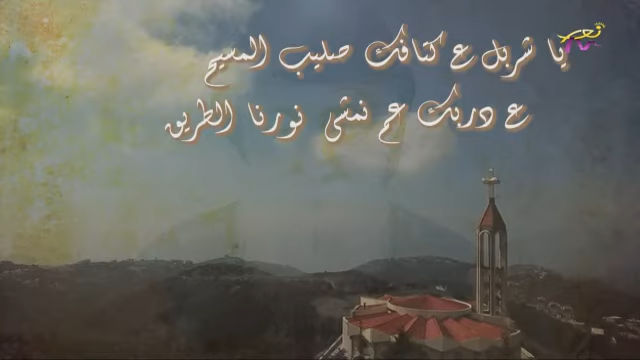 يا شربل ع كتافك صليب المسيح
ع دربك عم نمشي نورنا الطريق